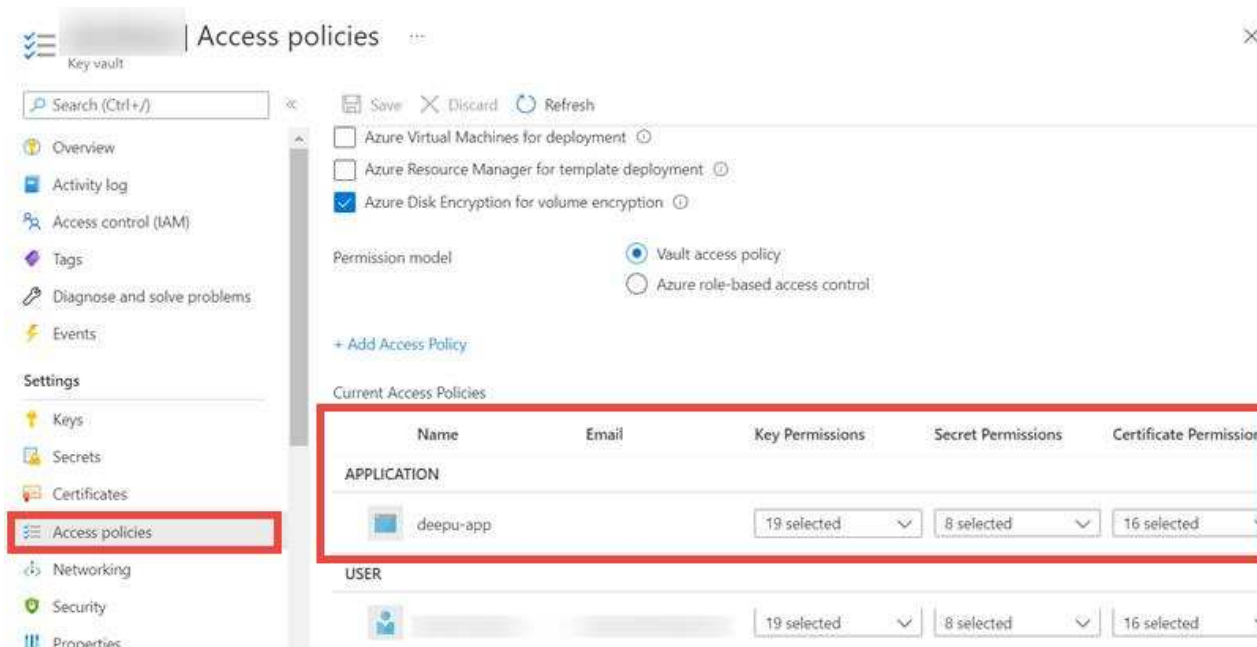 | Access policies ...
Key vault
Search (Ctrl+/)
«
Save
Discard
Refresh
Overview
Activity log
Access control (IAM)
Tags
Diagnose and solve problems
Events
Settings
Keys
Secrets
Certificates
Access policies
Networking
Security
Properties
Azure Virtual Machines for deployment
Azure Resource Manager for template deployment
Azure Disk Encryption for volume encryption
Permission model
Vault access policy
Azure role-based access control
+ Add Access Policy
Current Access Policies
Name Email Key Permissions Secret Permissions Certificate Permission
APPLICATION
deepu-app 19 selected 8 selected 16 selected
USER
19 selected 8 selected 16 selected